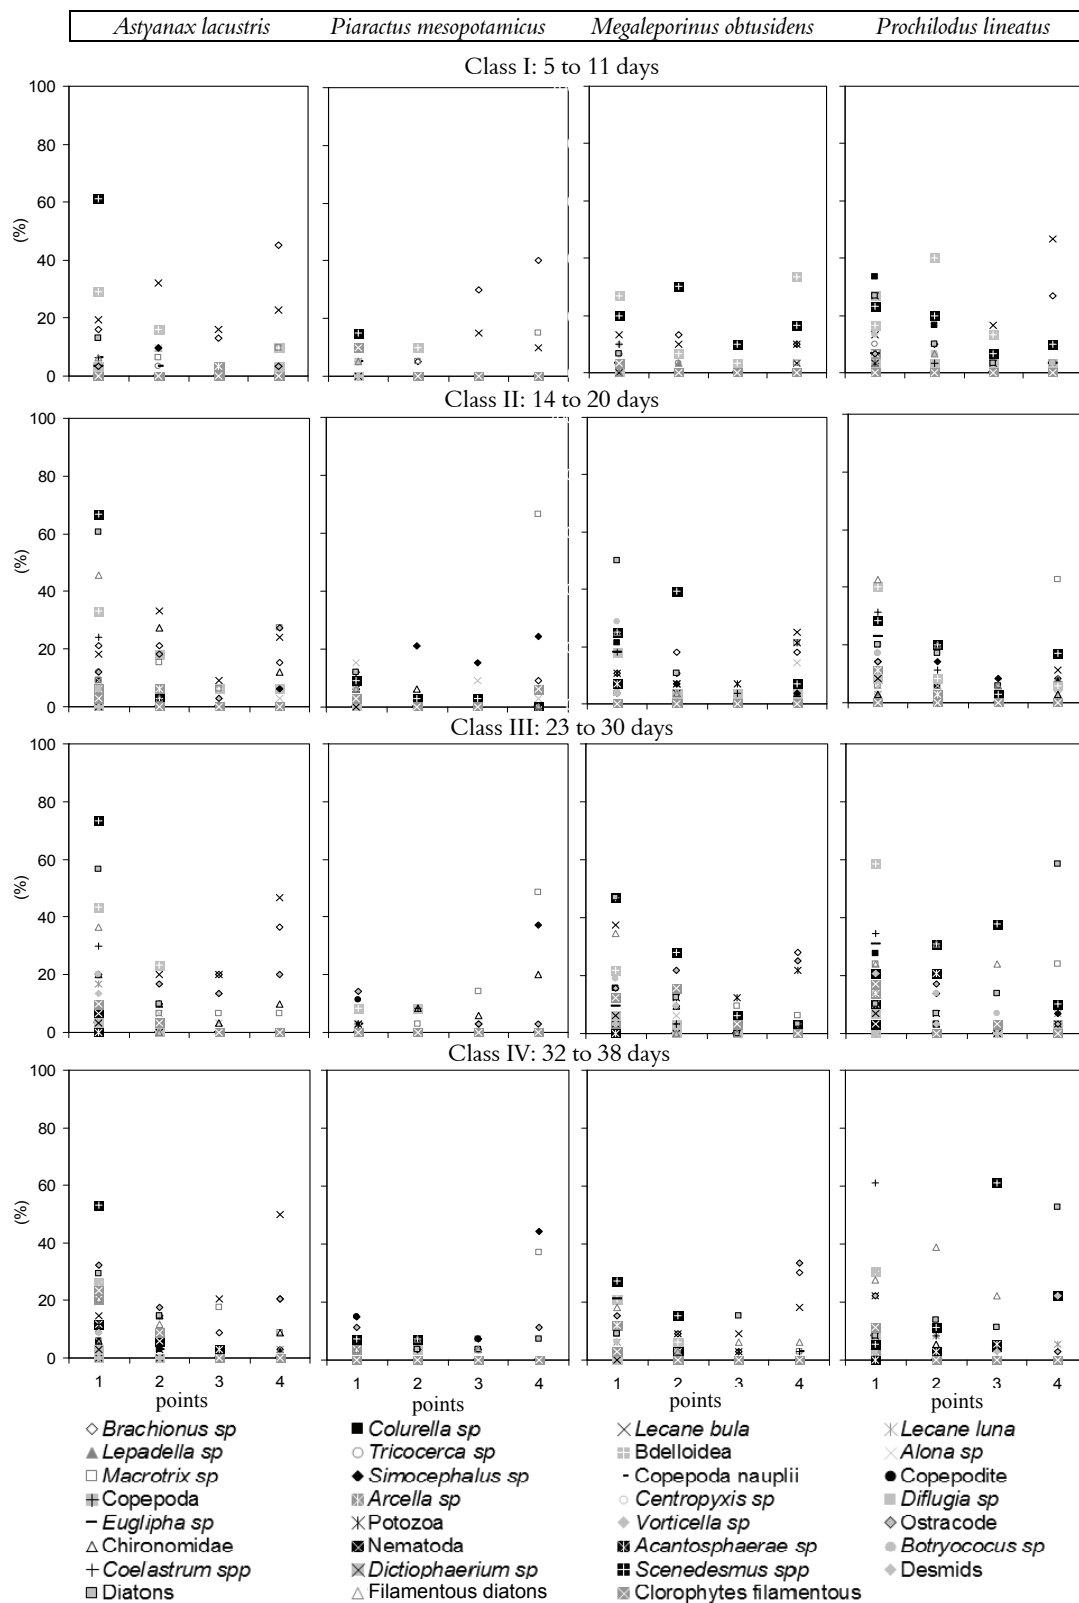 Astyanax lacustris Piaractus mesopotamicus Megaleporinus obtusidens Prochilodus lineatus
Class I: 5 to 11 days
100
80
60
(%)
40
20
0
Class II: 14 to 20 days
100
80
60
(%)
40
20
0
Class III: 23 to 30 days
100
80
60
(%)
40
20
0
Class IV: 32 to 38 days
100
80
60
(%)
40
20
0
1 2 3 4 1 2 3 4 1 2 3 4 1 2 3 4
points points points points
Brachionus sp Colurella sp Lecane bula Lecane luna
Lepadella sp Tricocerca sp Bdelloidea Alona sp
Macrotrix sp Simocephalus sp Copepoda nauplii Copepodite
Copepoda Arcella sp Centropyxis sp Diflugia sp
Euglipha sp Potozoa Vorticella sp Ostracode
Chironomidae Nematoda Acantosphaerae sp Botryococus sp
Coelastrum spp Dictiophaerium sp Scenedesmus spp Desmids
Diatons Filamentous diatons Clorophytes filamentous